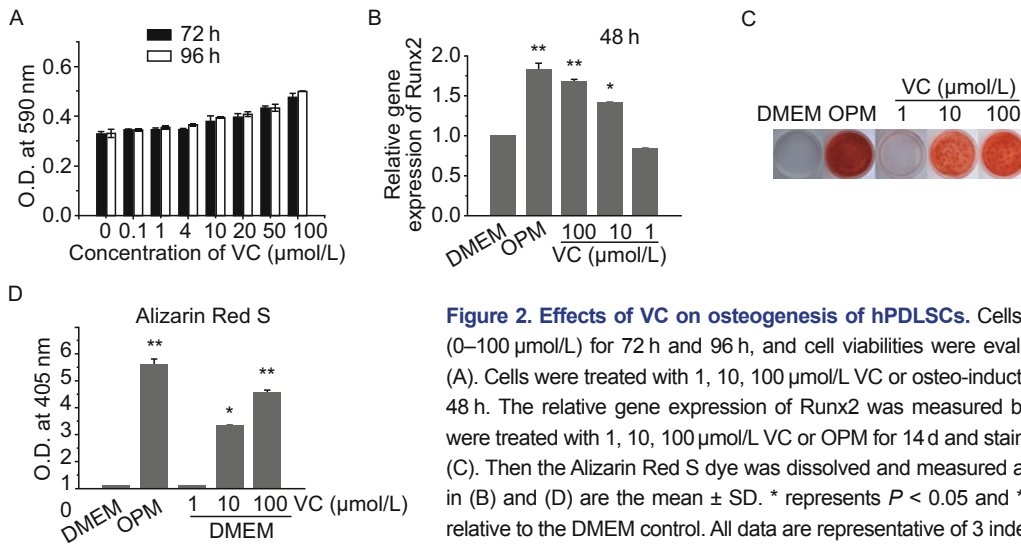 A
72 h
96 h
O.D. at 590 nm
0.6
0.4
0.2
0.0
0 0.1 1 4 10 20 50 100
Concentration of VC (μmol/L)
B
48 h
Relative gene
expression of Runx2
2.0
1.5
1.0
0.5
0.0
** ** *
DMEM OPM 100 10 1
VC (μmol/L)
C
VC (μmol/L)
DMEM OPM 1 10 100
D
Alizarin Red S
O.D. at 405 nm
6
5
4
3
2
1
0
** * **
DMEM OPM 1 10 100 VC (μmol/L)
DMEM
Figure 2. Effects of VC on osteogenesis of hPDLSCs. Cells
(0–100 μmol/L) for 72 h and 96 h, and cell viabilities were eval
(A). Cells were treated with 1, 10, 100 μmol/L VC or osteo-induct
48 h. The relative gene expression of Runx2 was measured b
were treated with 1, 10, 100 μmol/L VC or OPM for 14 d and stain
(C). Then the Alizarin Red S dye was dissolved and measured a
in (B) and (D) are the mean ± SD. * represents P < 0.05 and *
relative to the DMEM control. All data are representative of 3 inde